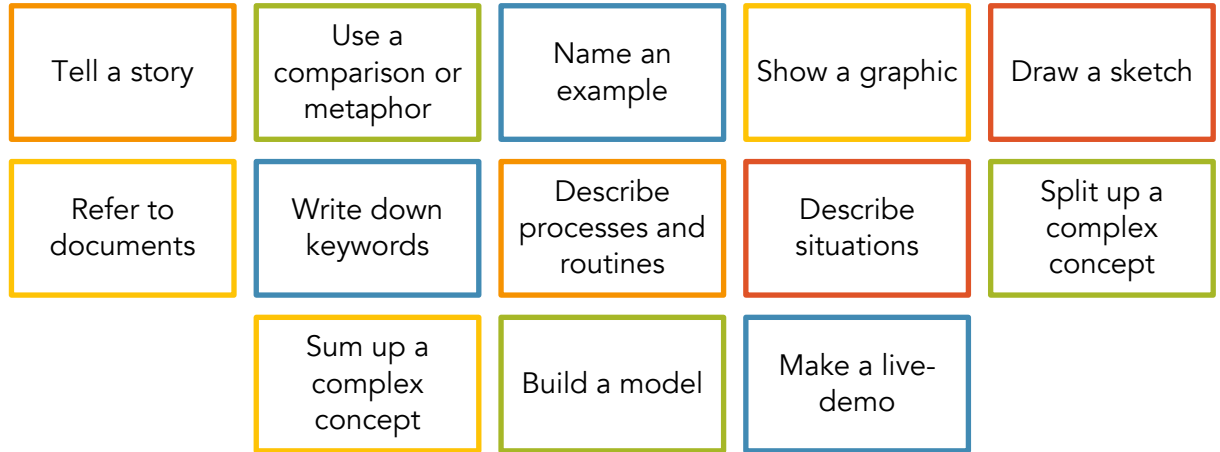 Tell a story
Use a
comparison or
metaphor
Name an
example
Show a graphic
Draw a sketch
Refer to
documents
Write down
keywords
Describe
processes and
routines
Describe
situations
Split up a
complex
concept
Sum up a
complex
concept
Build a model
Make a live-
demo